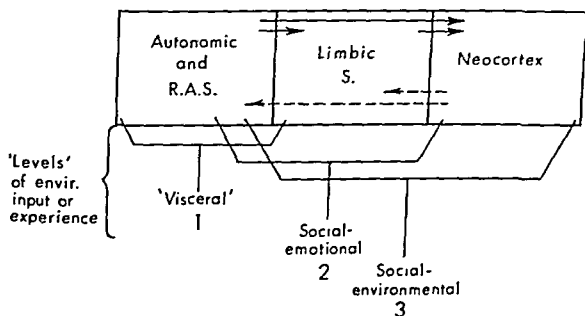 Autonomic
and
R.A.S.
Limbic
S.
Neocortex
'Levels'
of envir.
input or
experience
'Visceral'
1
Social-
emotional
2
Social-
environmental
3